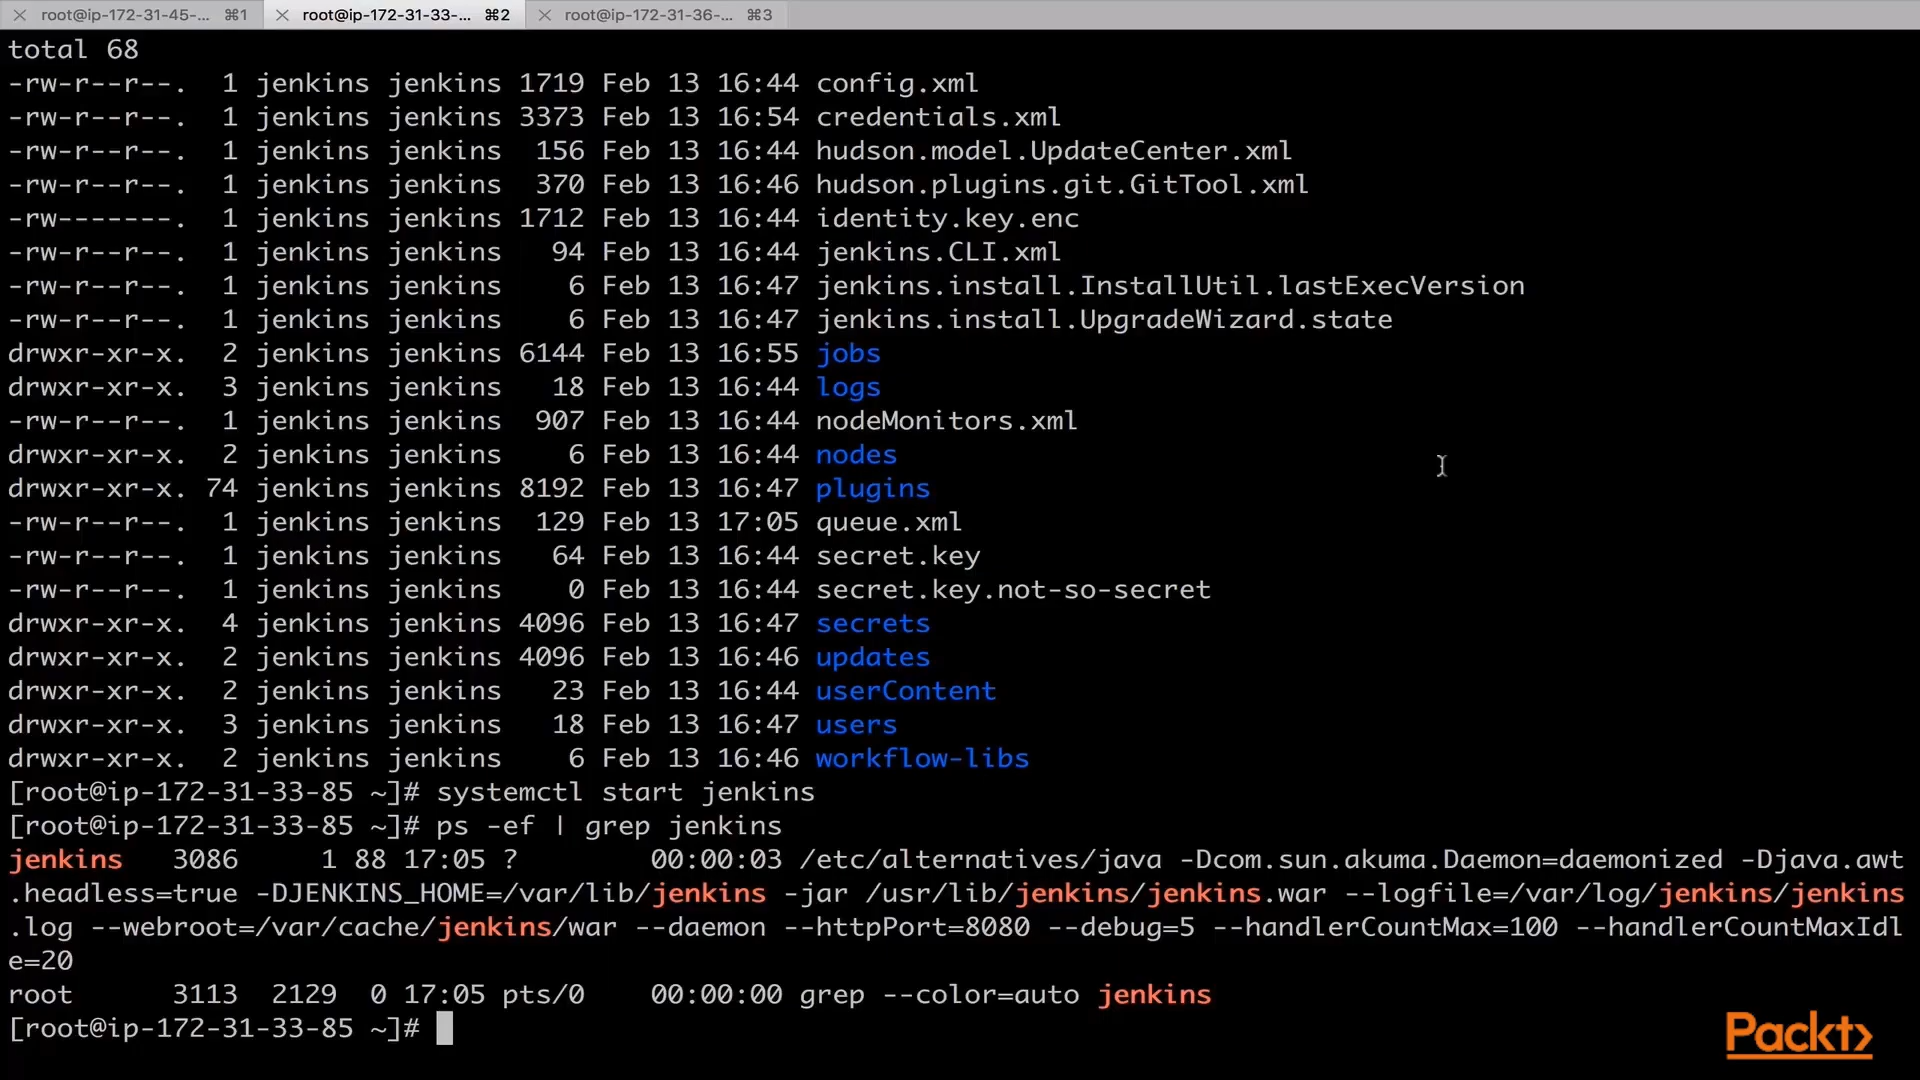 root@ip-172-31-45-... ⌘1 root@ip-172-31-33-... ⌘2 root@ip-172-31-36-... ⌘3
total 68
-rw-r--r--.  1 jenkins jenkins 1719 Feb 13 16:44 config.xml
-rw-r--r--.  1 jenkins jenkins 3373 Feb 13 16:54 credentials.xml
-rw-r--r--.  1 jenkins jenkins  156 Feb 13 16:44 hudson.model.UpdateCenter.xml
-rw-r--r--.  1 jenkins jenkins  370 Feb 13 16:46 hudson.plugins.git.GitTool.xml
-rw-------.  1 jenkins jenkins 1712 Feb 13 16:44 identity.key.enc
-rw-r--r--.  1 jenkins jenkins   94 Feb 13 16:44 jenkins.CLI.xml
-rw-r--r--.  1 jenkins jenkins    6 Feb 13 16:47 jenkins.install.InstallUtil.lastExecVersion
-rw-r--r--.  1 jenkins jenkins    6 Feb 13 16:47 jenkins.install.UpgradeWizard.state
drwxr-xr-x.  2 jenkins jenkins 6144 Feb 13 16:55 jobs
drwxr-xr-x.  3 jenkins jenkins   18 Feb 13 16:44 logs
-rw-r--r--.  1 jenkins jenkins  907 Feb 13 16:44 nodeMonitors.xml
drwxr-xr-x.  2 jenkins jenkins    6 Feb 13 16:44 nodes
drwxr-xr-x. 74 jenkins jenkins 8192 Feb 13 16:47 plugins
-rw-r--r--.  1 jenkins jenkins  129 Feb 13 17:05 queue.xml
-rw-r--r--.  1 jenkins jenkins   64 Feb 13 16:44 secret.key
-rw-r--r--.  1 jenkins jenkins    0 Feb 13 16:44 secret.key.not-so-secret
drwxr-xr-x.  4 jenkins jenkins 4096 Feb 13 16:47 secrets
drwxr-xr-x.  2 jenkins jenkins 4096 Feb 13 16:46 updates
drwxr-xr-x.  2 jenkins jenkins   23 Feb 13 16:44 userContent
drwxr-xr-x.  3 jenkins jenkins   18 Feb 13 16:47 users
drwxr-xr-x.  2 jenkins jenkins    6 Feb 13 16:46 workflow-libs
[root@ip-172-31-33-85 ~]# systemctl start jenkins
[root@ip-172-31-33-85 ~]# ps -ef | grep jenkins
jenkins   3086     1 88 17:05 ?        00:00:03 /etc/alternatives/java -Dcom.sun.akuma.Daemon=daemonized -Djava.awt
.headless=true -DJENKINS_HOME=/var/lib/jenkins -jar /usr/lib/jenkins/jenkins.war --logfile=/var/log/jenkins/jenkins
.log --webroot=/var/cache/jenkins/war --daemon --httpPort=8080 --debug=5 --handlerCountMax=100 --handlerCountMaxIdl
e=20
root      3113  2129  0 17:05 pts/0    00:00:00 grep --color=auto jenkins
[root@ip-172-31-33-85 ~]#
Packt>